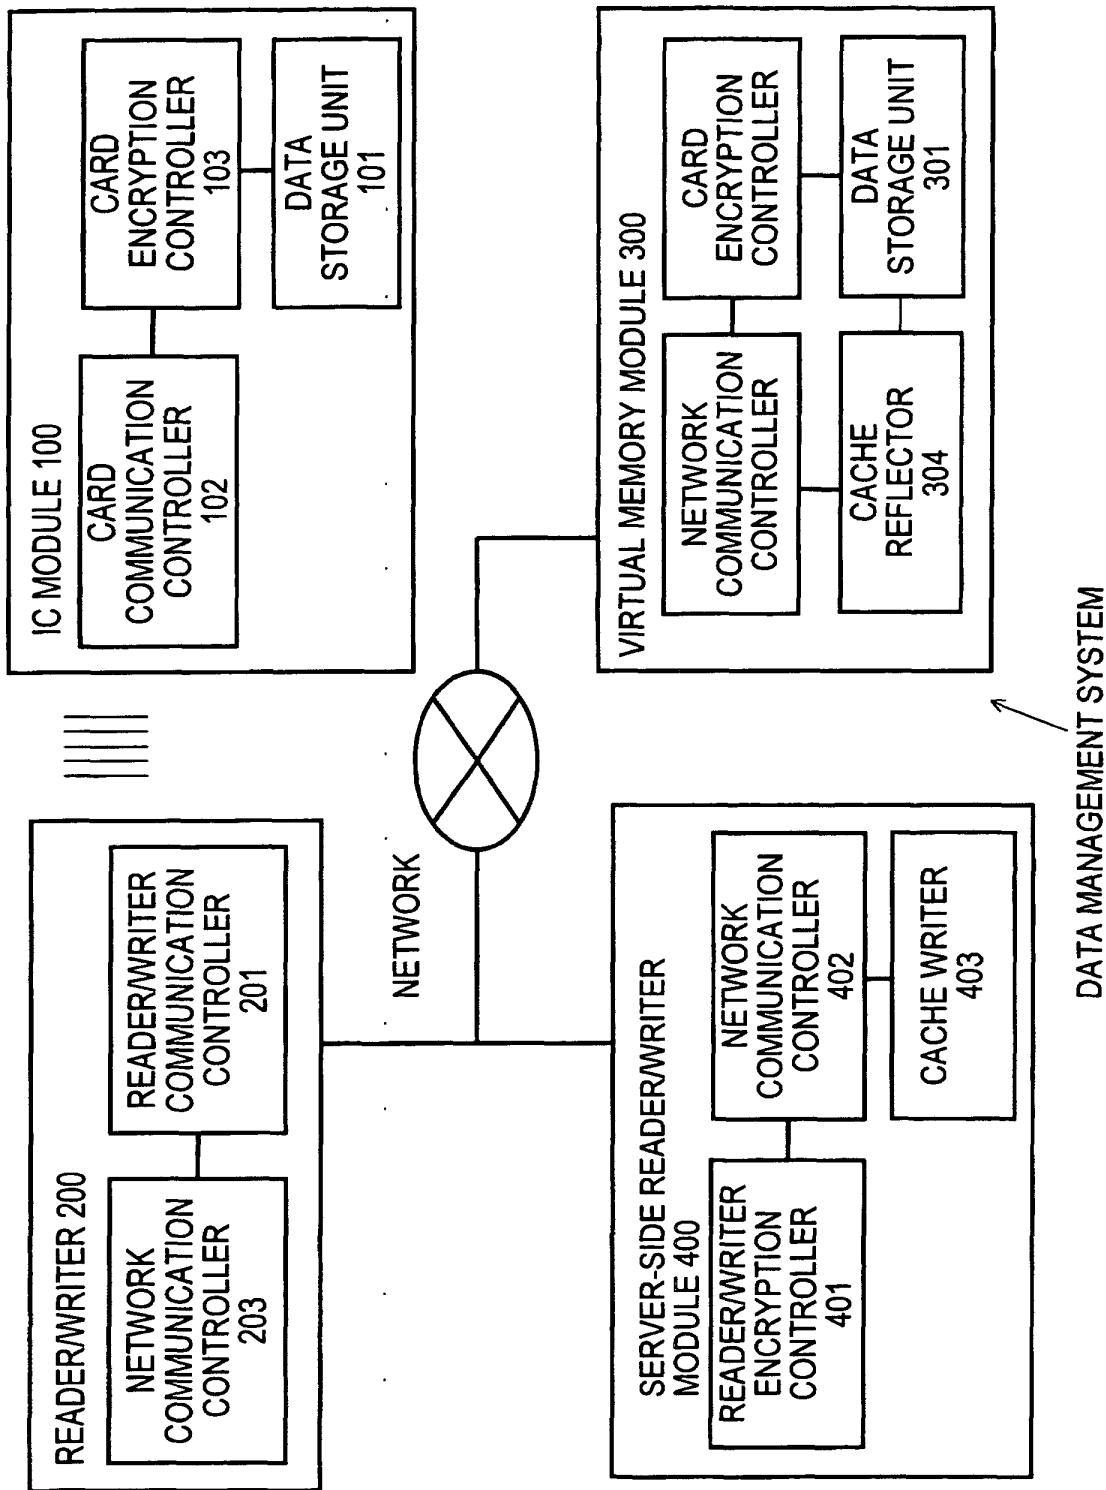 READER/WRITER 200
NETWORK
COMMUNICATION
CONTROLLER
203
READER/WRITER
COMMUNICATION
CONTROLLER
201
IC MODULE 100
CARD
COMMUNICATION
CONTROLLER
102
CARD
ENCRYPTION
CONTROLLER
103
DATA
STORAGE UNIT
101
NETWORK
SERVER-SIDE READER/WRITER
MODULE 400
READER/WRITER
ENCRYPTION
CONTROLLER
401
NETWORK
COMMUNICATION
CONTROLLER
402
CACHE WRITER
403
VIRTUAL MEMORY MODULE 300
NETWORK
COMMUNICATION
CONTROLLER
CARD
ENCRYPTION
CONTROLLER
CACHE
REFLECTOR
304
DATA
STORAGE UNIT
301
DATA MANAGEMENT SYSTEM